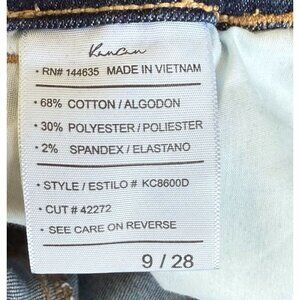 Kancan
• RN# 144635 MADE IN VIETNAM
• 68% COTTON / ALGODON
• 30% POLYESTER / POLIESTER
• 2% SPANDEX / ELASTANO
• STYLE / ESTILO # KC8600D
• CUT # 42272
• SEE CARE ON REVERSE
9 / 28